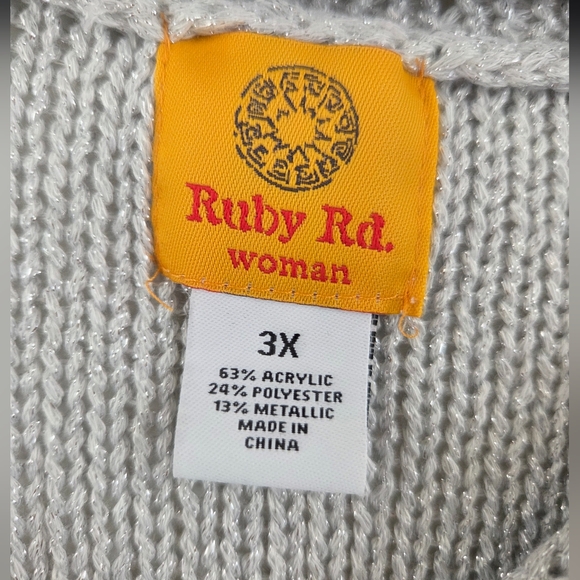 Ruby Rd.
woman
3X
63% ACRYLIC
24% POLYESTER
13% METALLIC
MADE IN
CHINA